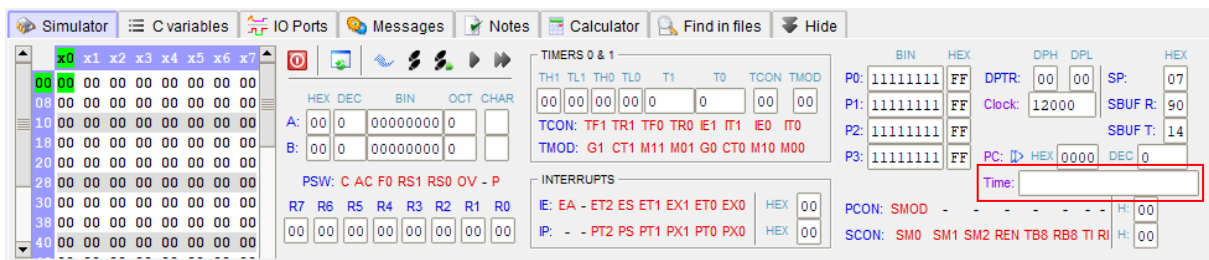 Simulator C variables IO Ports Messages Notes Calculator Find in files Hide
x0 x1 x2 x3 x4 x5 x6 x7
00 00 00 00 00 00 00 00 00
08 00 00 00 00 00 00 00 00
10 00 00 00 00 00 00 00 00
18 00 00 00 00 00 00 00 00
20 00 00 00 00 00 00 00 00
28 00 00 00 00 00 00 00 00
30 00 00 00 00 00 00 00 00
38 00 00 00 00 00 00 00 00
40 00 00 00 00 00 00 00 00
HEX DEC BIN OCT CHAR
A: 00 0 00000000 0
B: 00 0 00000000 0
PSW: C AC F0 RS1 RS0 OV - P
R7 R6 R5 R4 R3 R2 R1 R0
00 00 00 00 00 00 00 00
TIMERS 0 & 1
TH1 TL1 TH0 TL0 T1 T0 TCON TMOD
00 00 00 00 0 0 00 00
TCON: TF1 TR1 TF0 TR0 IE1 IT1 IE0 IT0
TMOD: G1 CT1 M11 M01 G0 CT0 M10 M00
INTERRUPTS
IE: EA - ET2 ES ET1 EX1 ET0 EX0 HEX 00
IP: - - PT2 PS PT1 PX1 PT0 PX0 HEX 00
BIN HEX DPH DPL HEX
P0: 11111111 FF DPTR: 00 00 SP: 07
P1: 11111111 FF Clock: 12000 SBUF R: 90
P2: 11111111 FF SBUF T: 14
P3: 11111111 FF PC: HEX 0000 DEC 0
Time:
PCON: SMOD - - - - - - - H: 00
SCON: SM0 SM1 SM2 REN TB8 RB8 TI RI H: 00